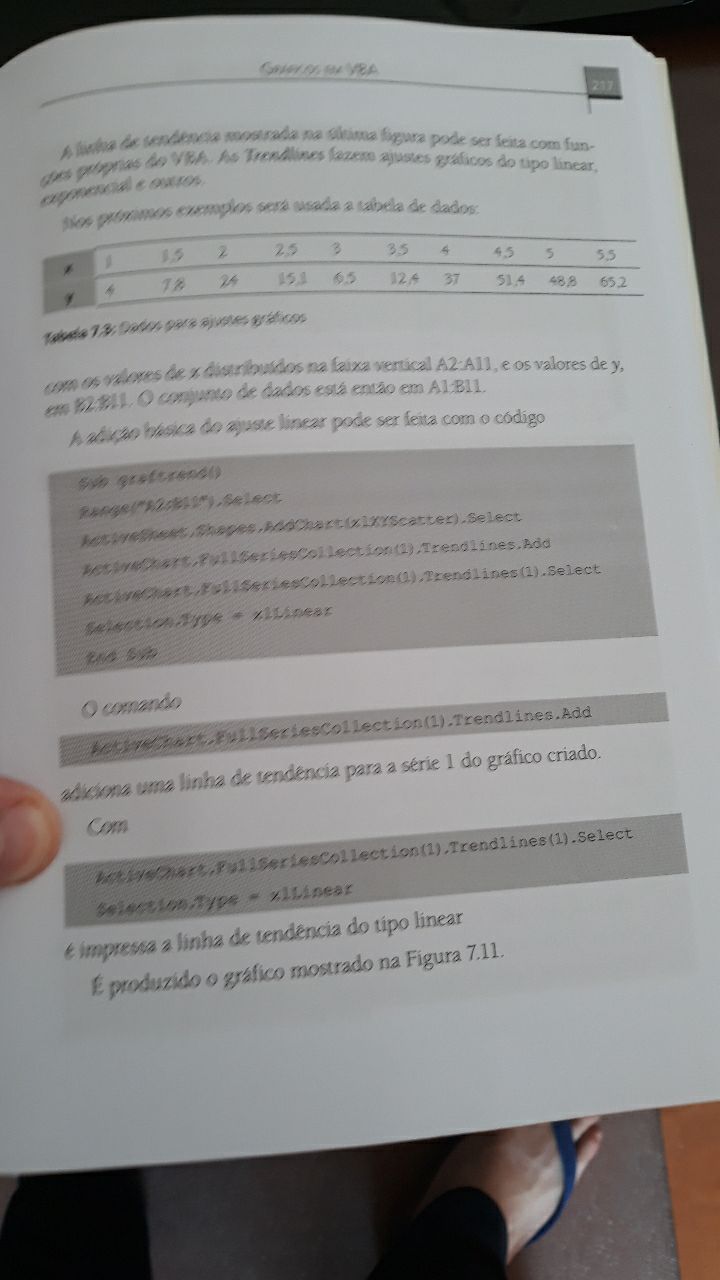 Gráficos em VBA
217
A linha de tendência mostrada na última figura pode ser feita com fun-
ções próprias do VBA. As Trendlines fazem ajustes gráficos do tipo linear,
exponencial e outros.
Nos próximos exemplos será usada a tabela de dados:
x 1 1,5 2 2,5 3 3,5 4 4,5 5 5,5
y 4 7,8 24 15,1 6,5 12,4 37 51,4 48,8 65,2
Tabela 7.3: Dados para ajustes gráficos
com os valores de x distribuídos na faixa vertical A2:A11, e os valores de y,
em B2:B11. O conjunto de dados está então em A1:B11.
A adição básica do ajuste linear pode ser feita com o código
Sub graftrend()
Range("A2:B11").Select
ActiveSheet.Shapes.AddChart(xlXYScatter).Select
ActiveChart.FullSeriesCollection(1).Trendlines.Add
ActiveChart.FullSeriesCollection(1).Trendlines(1).Select
Selection.Type = xlLinear
End Sub
O comando
ActiveChart.FullSeriesCollection(1).Trendlines.Add
adiciona uma linha de tendência para a série 1 do gráfico criado.
Com
ActiveChart.FullSeriesCollection(1).Trendlines(1).Select
Selection.Type = xlLinear
é impressa a linha de tendência do tipo linear
É produzido o gráfico mostrado na Figura 7.11.